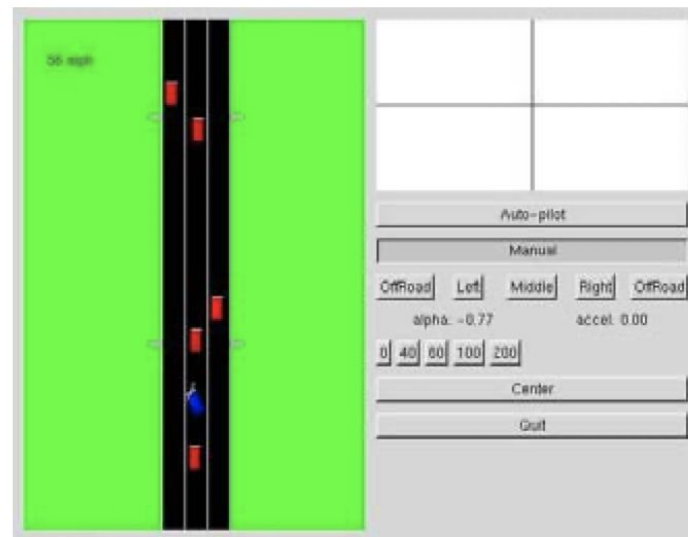 56 mph
Auto-pilot
Manual
OffRoad Left Middle Right OffRoad
alpha: -0.77 accel: 0.00
0 40 60 100 200
Center
Quit